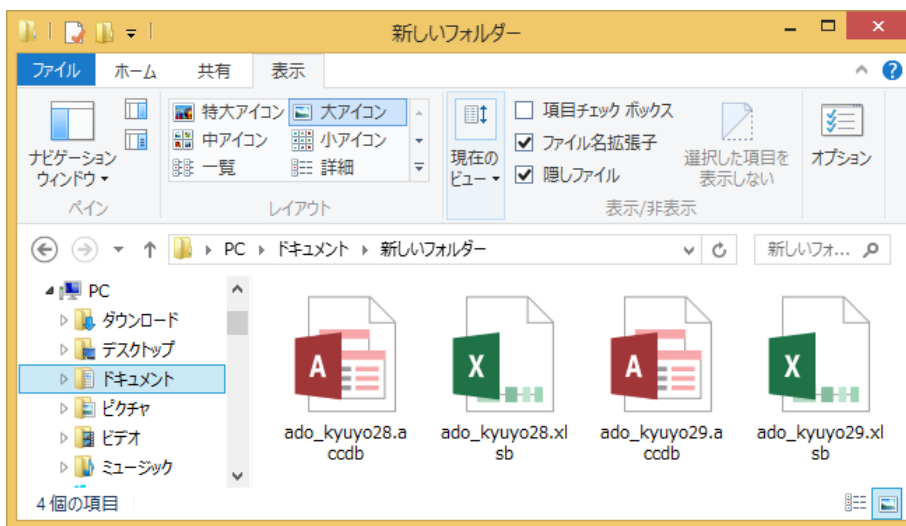 新しいフォルダー
ファイル ホーム 共有 表示
特大アイコン 大アイコン
中アイコン 小アイコン
一覧 詳細
ナビゲーション
ウィンドウ
ペイン
レイアウト
現在の
ビュー
項目チェック ボックス
ファイル名拡張子
隠しファイル
選択した項目を
表示しない
表示/非表示
オプション
PC ドキュメント 新しいフォルダー
新しいフォ...
PC
ダウンロード
デスクトップ
ドキュメント
ピクチャ
ビデオ
ミュージック
ado_kyuyo28.a
ccdb
ado_kyuyo28.xl
sb
ado_kyuyo29.a
ccdb
ado_kyuyo29.xl
sb
4 個の項目